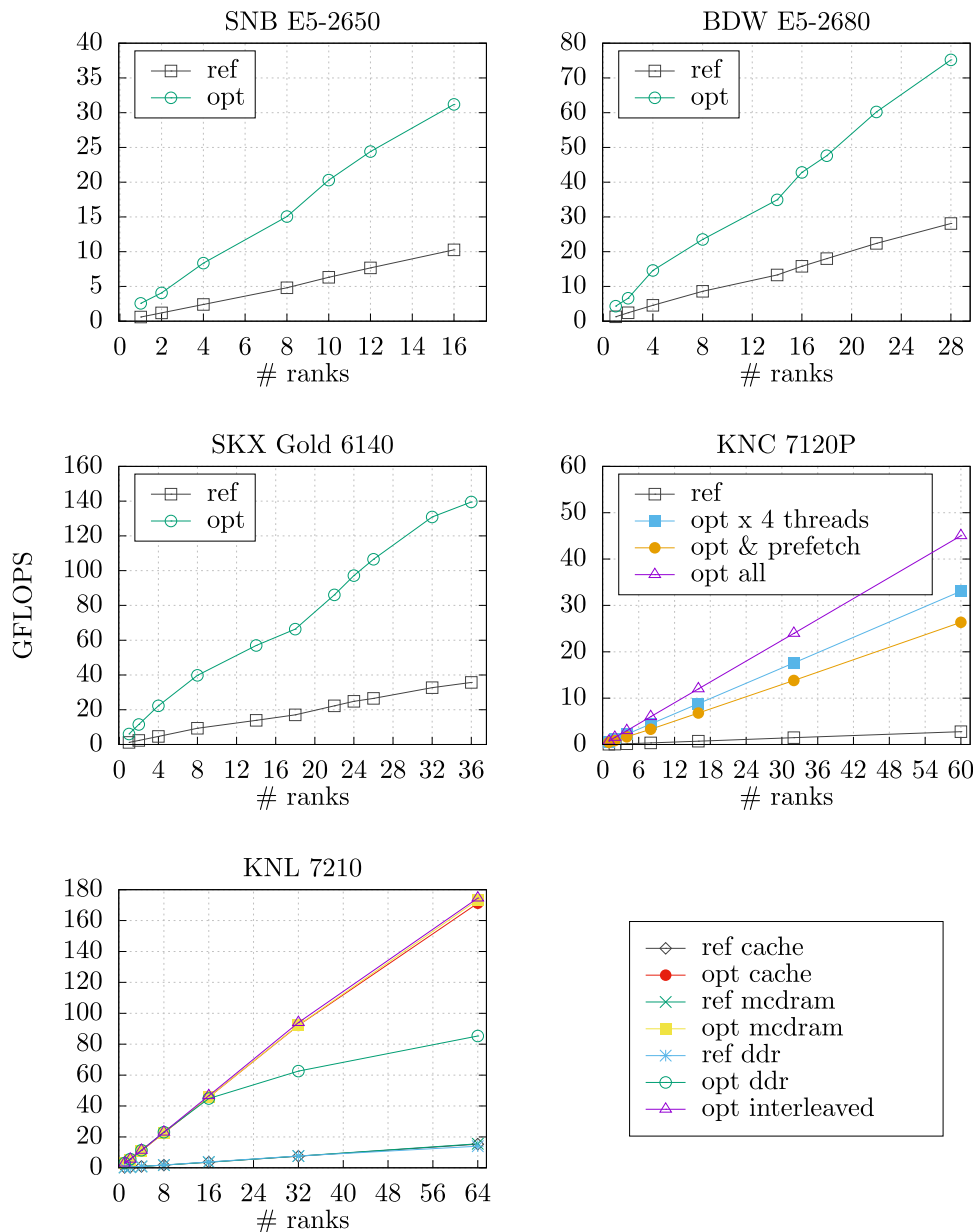 SNB E5-2650
40
35
30
25
20
15
10
5
0
ref
opt
0 2 4 6 8 10 12 14 16
# ranks
BDW E5-2680
80
70
60
50
40
30
20
10
0
ref
opt
0 4 8 12 16 20 24 28
# ranks
GFLOPS
SKX Gold 6140
160
140
120
100
80
60
40
20
0
ref
opt
0 4 8 12 16 20 24 28 32 36
# ranks
KNC 7120P
60
50
40
30
20
10
0
ref
opt x 4 threads
opt & prefetch
opt all
0 6 12 18 24 30 36 42 48 54 60
# ranks
KNL 7210
180
160
140
120
100
80
60
40
20
0
0 8 16 24 32 40 48 56 64
# ranks
ref cache
opt cache
ref mcdram
opt mcdram
ref ddr
opt ddr
opt interleaved